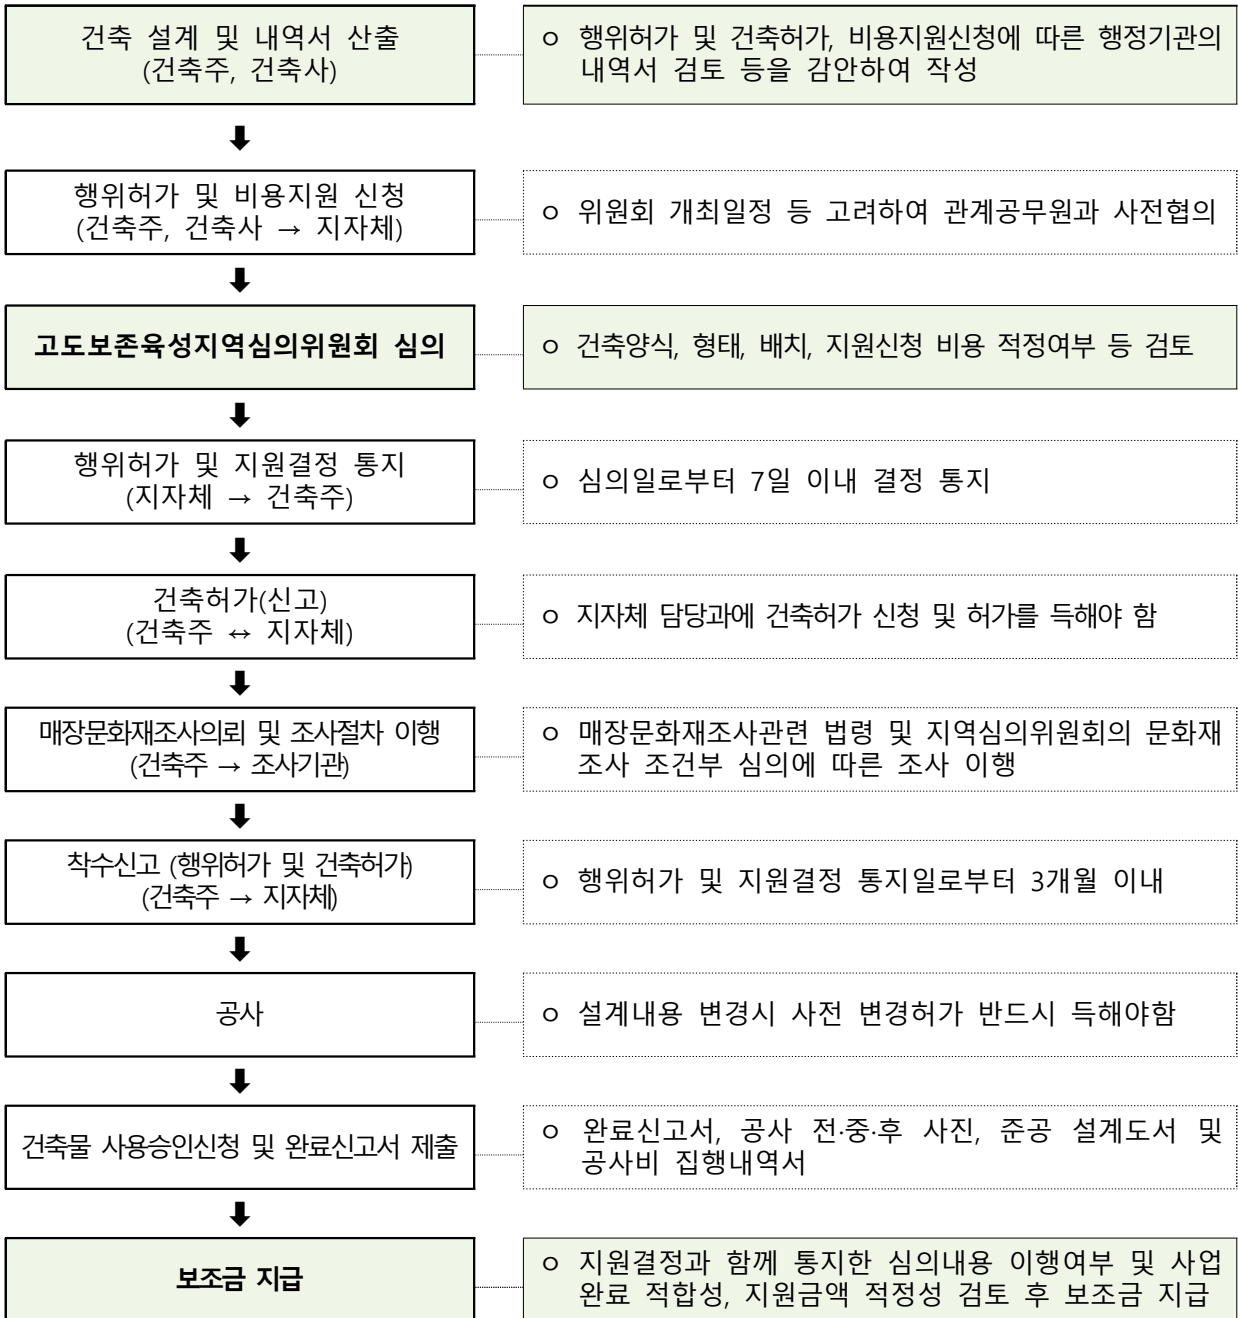 건축 설계 및 내역서 산출
(건축주, 건축사)
ㅇ 행위허가 및 건축허가, 비용지원신청에 따른 행정기관의
내역서 검토 등을 감안하여 작성
⬇
행위허가 및 비용지원 신청
(건축주, 건축사 → 지자체)
ㅇ 위원회 개최일정 등 고려하여 관계공무원과 사전협의
⬇
고도보존육성지역심의위원회 심의
ㅇ 건축양식, 형태, 배치, 지원신청 비용 적정여부 등 검토
⬇
행위허가 및 지원결정 통지
(지자체 → 건축주)
ㅇ 심의일로부터 7일 이내 결정 통지
⬇
건축허가(신고)
(건축주 ↔ 지자체)
ㅇ 지자체 담당과에 건축허가 신청 및 허가를 득해야 함
⬇
매장문화재조사의뢰 및 조사절차 이행
(건축주 → 조사기관)
ㅇ 매장문화재조사관련 법령 및 지역심의위원회의 문화재
조사 조건부 심의에 따른 조사 이행
⬇
착수신고 (행위허가 및 건축허가)
(건축주 → 지자체)
ㅇ 행위허가 및 지원결정 통지일로부터 3개월 이내
⬇
공사
ㅇ 설계내용 변경시 사전 변경허가 반드시 득해야함
⬇
건축물 사용승인신청 및 완료신고서 제출
ㅇ 완료신고서, 공사 전·중·후 사진, 준공 설계도서 및
공사비 집행내역서
⬇
보조금 지급
ㅇ 지원결정과 함께 통지한 심의내용 이행여부 및 사업
완료 적합성, 지원금액 적정성 검토 후 보조금 지급